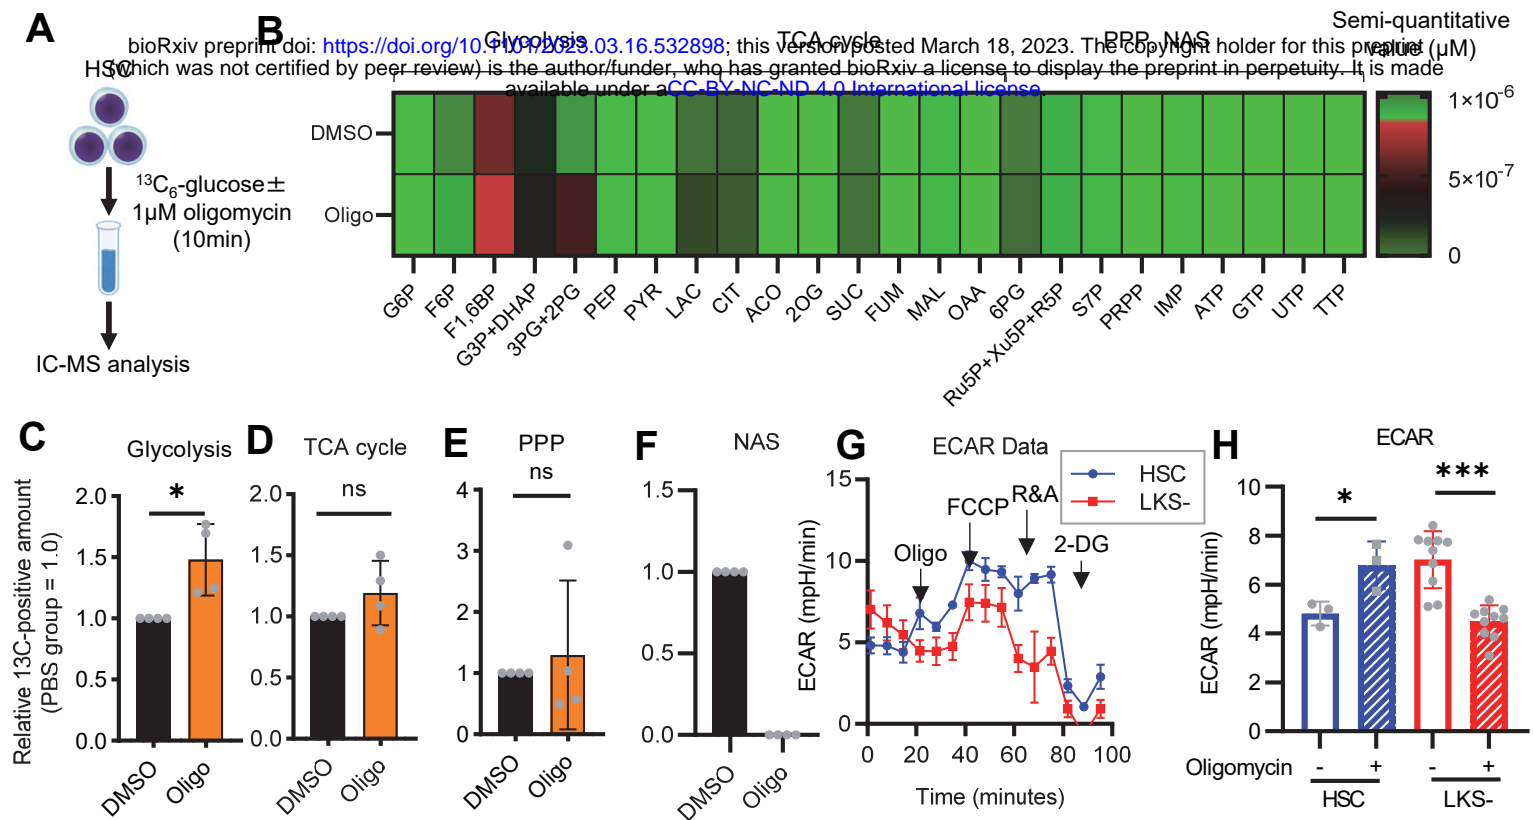 A
B
Glycolysis
TCA cycle
PPP, NAS
Semi-quantitative
value (μM)
bioRxiv preprint doi: https://doi.org/10.1101/2023.03.16.532898; this version posted March 18, 2023. The copyright holder for this preprint
(which was not certified by peer review) is the author/funder, who has granted bioRxiv a license to display the preprint in perpetuity. It is made
available under aCC-BY-NC-ND 4.0 International license.
HSC
13C6-glucose±
1μM oligomycin
(10min)
IC-MS analysis
DMSO
Oligo
1×10-6
5×10-7
0
G6P
F6P
F1,6BP
G3P+DHAP
3PG+2PG
PEP
PYR
LAC
CIT
ACO
2OG
SUC
FUM
MAL
OAA
6PG
Ru5P+Xu5P+R5P
S7P
PRPP
IMP
ATP
GTP
UTP
TTP
C
Glycolysis
*
Relative 13C-positive amount
(PBS group = 1.0)
2.0
1.5
1.0
0.5
0.0
DMSO
Oligo
D
TCA cycle
ns
2.0
1.5
1.0
0.5
0.0
DMSO
Oligo
E
PPP
ns
4
3
2
1
0
DMSO
Oligo
F
NAS
1.5
1.0
0.5
0.0
DMSO
Oligo
G
ECAR Data
HSC
LKS-
Oligo
FCCP
R&A
2-DG
ECAR (mpH/min)
15
10
5
0
0
20
40
60
80
100
Time (minutes)
H
ECAR
*
***
ECAR (mpH/min)
10
8
6
4
2
0
Oligomycin
-
+
-
+
HSC
LKS-